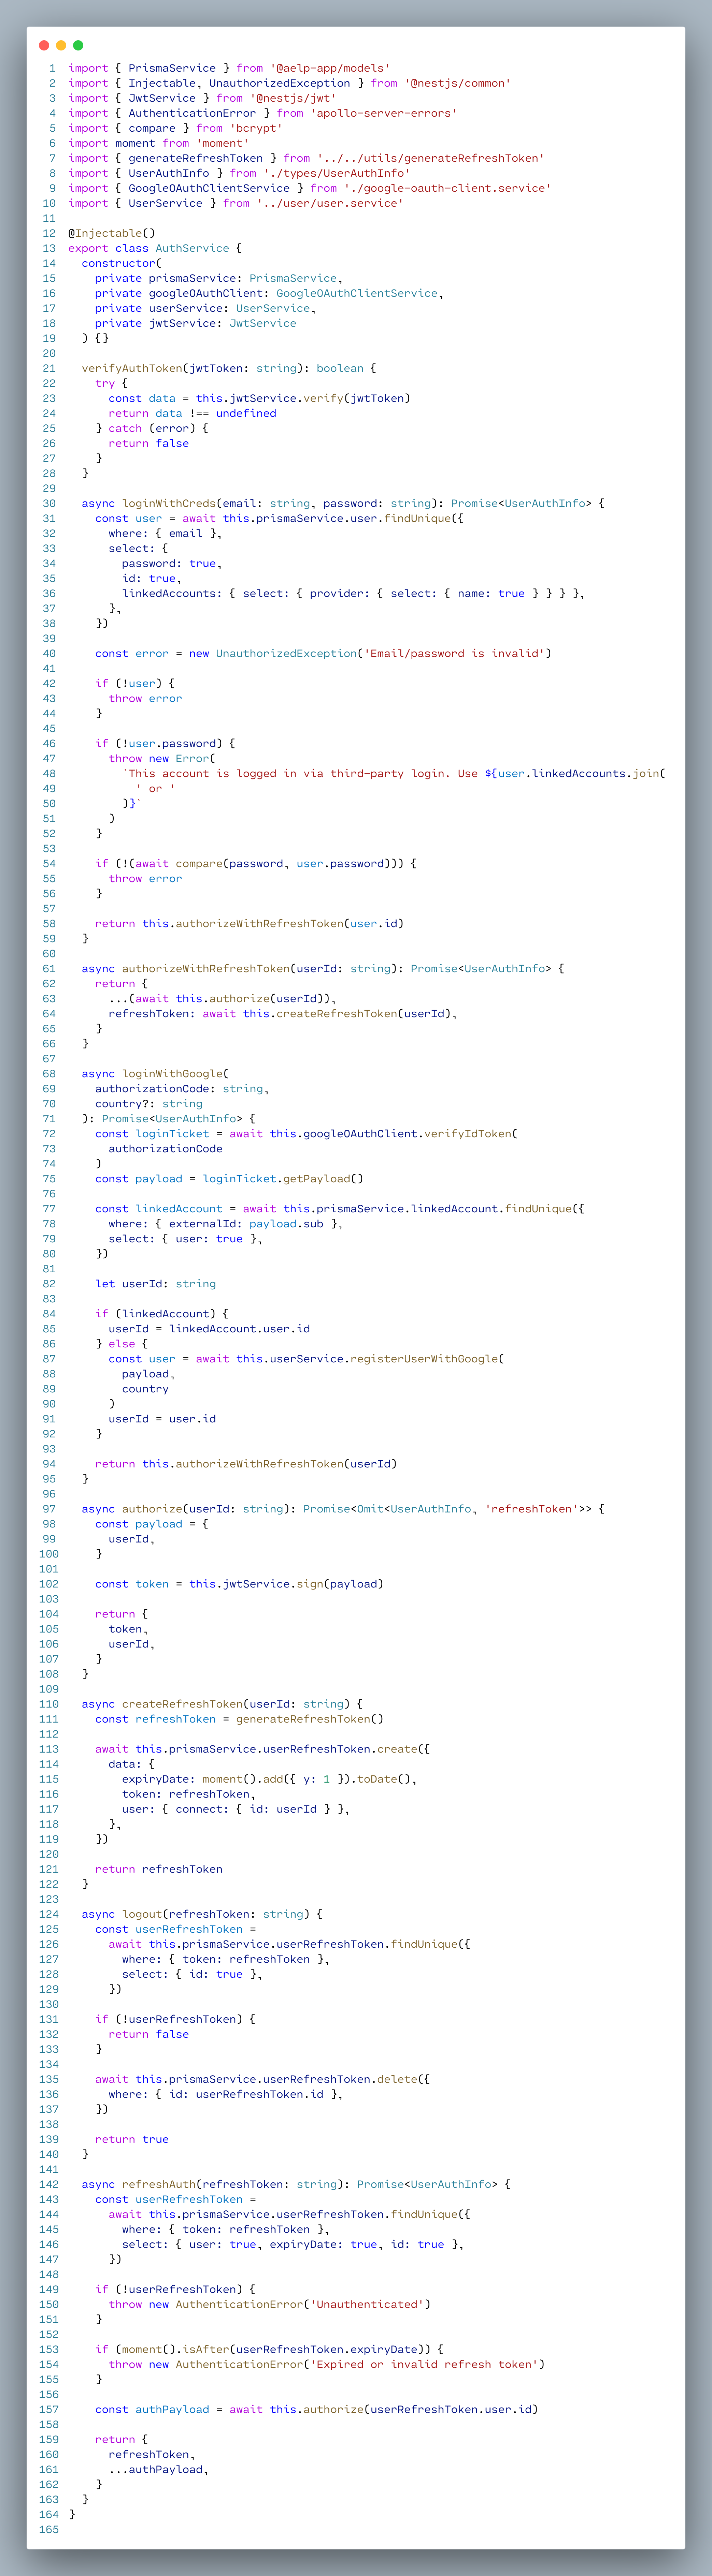 1 import { PrismaService } from '@aelp-app/models'
2 import { Injectable, UnauthorizedException } from '@nestjs/common'
3 import { JwtService } from '@nestjs/jwt'
4 import { AuthenticationError } from 'apollo-server-errors'
5 import { compare } from 'bcrypt'
6 import moment from 'moment'
7 import { generateRefreshToken } from '../../utils/generateRefreshToken'
8 import { UserAuthInfo } from './types/UserAuthInfo'
9 import { GoogleOAuthClientService } from './google-oauth-client.service'
10 import { UserService } from '../user/user.service'
11
12 @Injectable()
13 export class AuthService {
14   constructor(
15     private prismaService: PrismaService,
16     private googleOAuthClient: GoogleOAuthClientService,
17     private userService: UserService,
18     private jwtService: JwtService
19   ) {}
20
21   verifyAuthToken(jwtToken: string): boolean {
22     try {
23       const data = this.jwtService.verify(jwtToken)
24       return data !== undefined
25     } catch (error) {
26       return false
27     }
28   }
29
30   async loginWithCreds(email: string, password: string): Promise<UserAuthInfo> {
31     const user = await this.prismaService.user.findUnique({
32       where: { email },
33       select: {
34         password: true,
35         id: true,
36         linkedAccounts: { select: { provider: { select: { name: true } } } },
37       },
38     })
39
40     const error = new UnauthorizedException('Email/password is invalid')
41
42     if (!user) {
43       throw error
44     }
45
46     if (!user.password) {
47       throw new Error(
48         `This account is logged in via third-party login. Use ${user.linkedAccounts.join(
49           ' or '
50         )}`
51       )
52     }
53
54     if (!(await compare(password, user.password))) {
55       throw error
56     }
57
58     return this.authorizeWithRefreshToken(user.id)
59   }
60
61   async authorizeWithRefreshToken(userId: string): Promise<UserAuthInfo> {
62     return {
63       ...(await this.authorize(userId)),
64       refreshToken: await this.createRefreshToken(userId),
65     }
66   }
67
68   async loginWithGoogle(
69     authorizationCode: string,
70     country?: string
71   ): Promise<UserAuthInfo> {
72     const loginTicket = await this.googleOAuthClient.verifyIdToken(
73       authorizationCode
74     )
75     const payload = loginTicket.getPayload()
76
77     const linkedAccount = await this.prismaService.linkedAccount.findUnique({
78       where: { externalId: payload.sub },
79       select: { user: true },
80     })
81
82     let userId: string
83
84     if (linkedAccount) {
85       userId = linkedAccount.user.id
86     } else {
87       const user = await this.userService.registerUserWithGoogle(
88         payload,
89         country
90       )
91       userId = user.id
92     }
93
94     return this.authorizeWithRefreshToken(userId)
95   }
96
97   async authorize(userId: string): Promise<Omit<UserAuthInfo, 'refreshToken'>> {
98     const payload = {
99       userId,
100     }
101
102     const token = this.jwtService.sign(payload)
103
104     return {
105       token,
106       userId,
107     }
108   }
109
110   async createRefreshToken(userId: string) {
111     const refreshToken = generateRefreshToken()
112
113     await this.prismaService.userRefreshToken.create({
114       data: {
115         expiryDate: moment().add({ y: 1 }).toDate(),
116         token: refreshToken,
117         user: { connect: { id: userId } },
118       },
119     })
120
121     return refreshToken
122   }
123
124   async logout(refreshToken: string) {
125     const userRefreshToken =
126       await this.prismaService.userRefreshToken.findUnique({
127         where: { token: refreshToken },
128         select: { id: true },
129       })
130
131     if (!userRefreshToken) {
132       return false
133     }
134
135     await this.prismaService.userRefreshToken.delete({
136       where: { id: userRefreshToken.id },
137     })
138
139     return true
140   }
141
142   async refreshAuth(refreshToken: string): Promise<UserAuthInfo> {
143     const userRefreshToken =
144       await this.prismaService.userRefreshToken.findUnique({
145         where: { token: refreshToken },
146         select: { user: true, expiryDate: true, id: true },
147       })
148
149     if (!userRefreshToken) {
150       throw new AuthenticationError('Unauthenticated')
151     }
152
153     if (moment().isAfter(userRefreshToken.expiryDate)) {
154       throw new AuthenticationError('Expired or invalid refresh token')
155     }
156
157     const authPayload = await this.authorize(userRefreshToken.user.id)
158
159     return {
160       refreshToken,
161       ...authPayload,
162     }
163   }
164 }
165